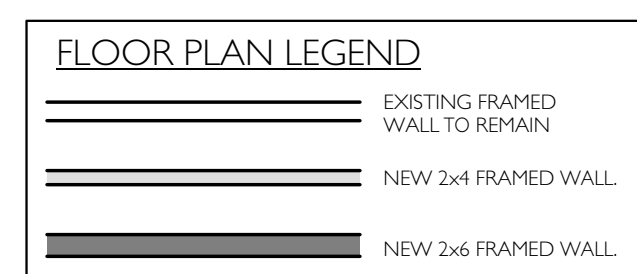 FLOOR PLAN LEGEND
EXISTING FRAMED
WALL TO REMAIN
NEW 2x4 FRAMED WALL.
NEW 2x6 FRAMED WALL.